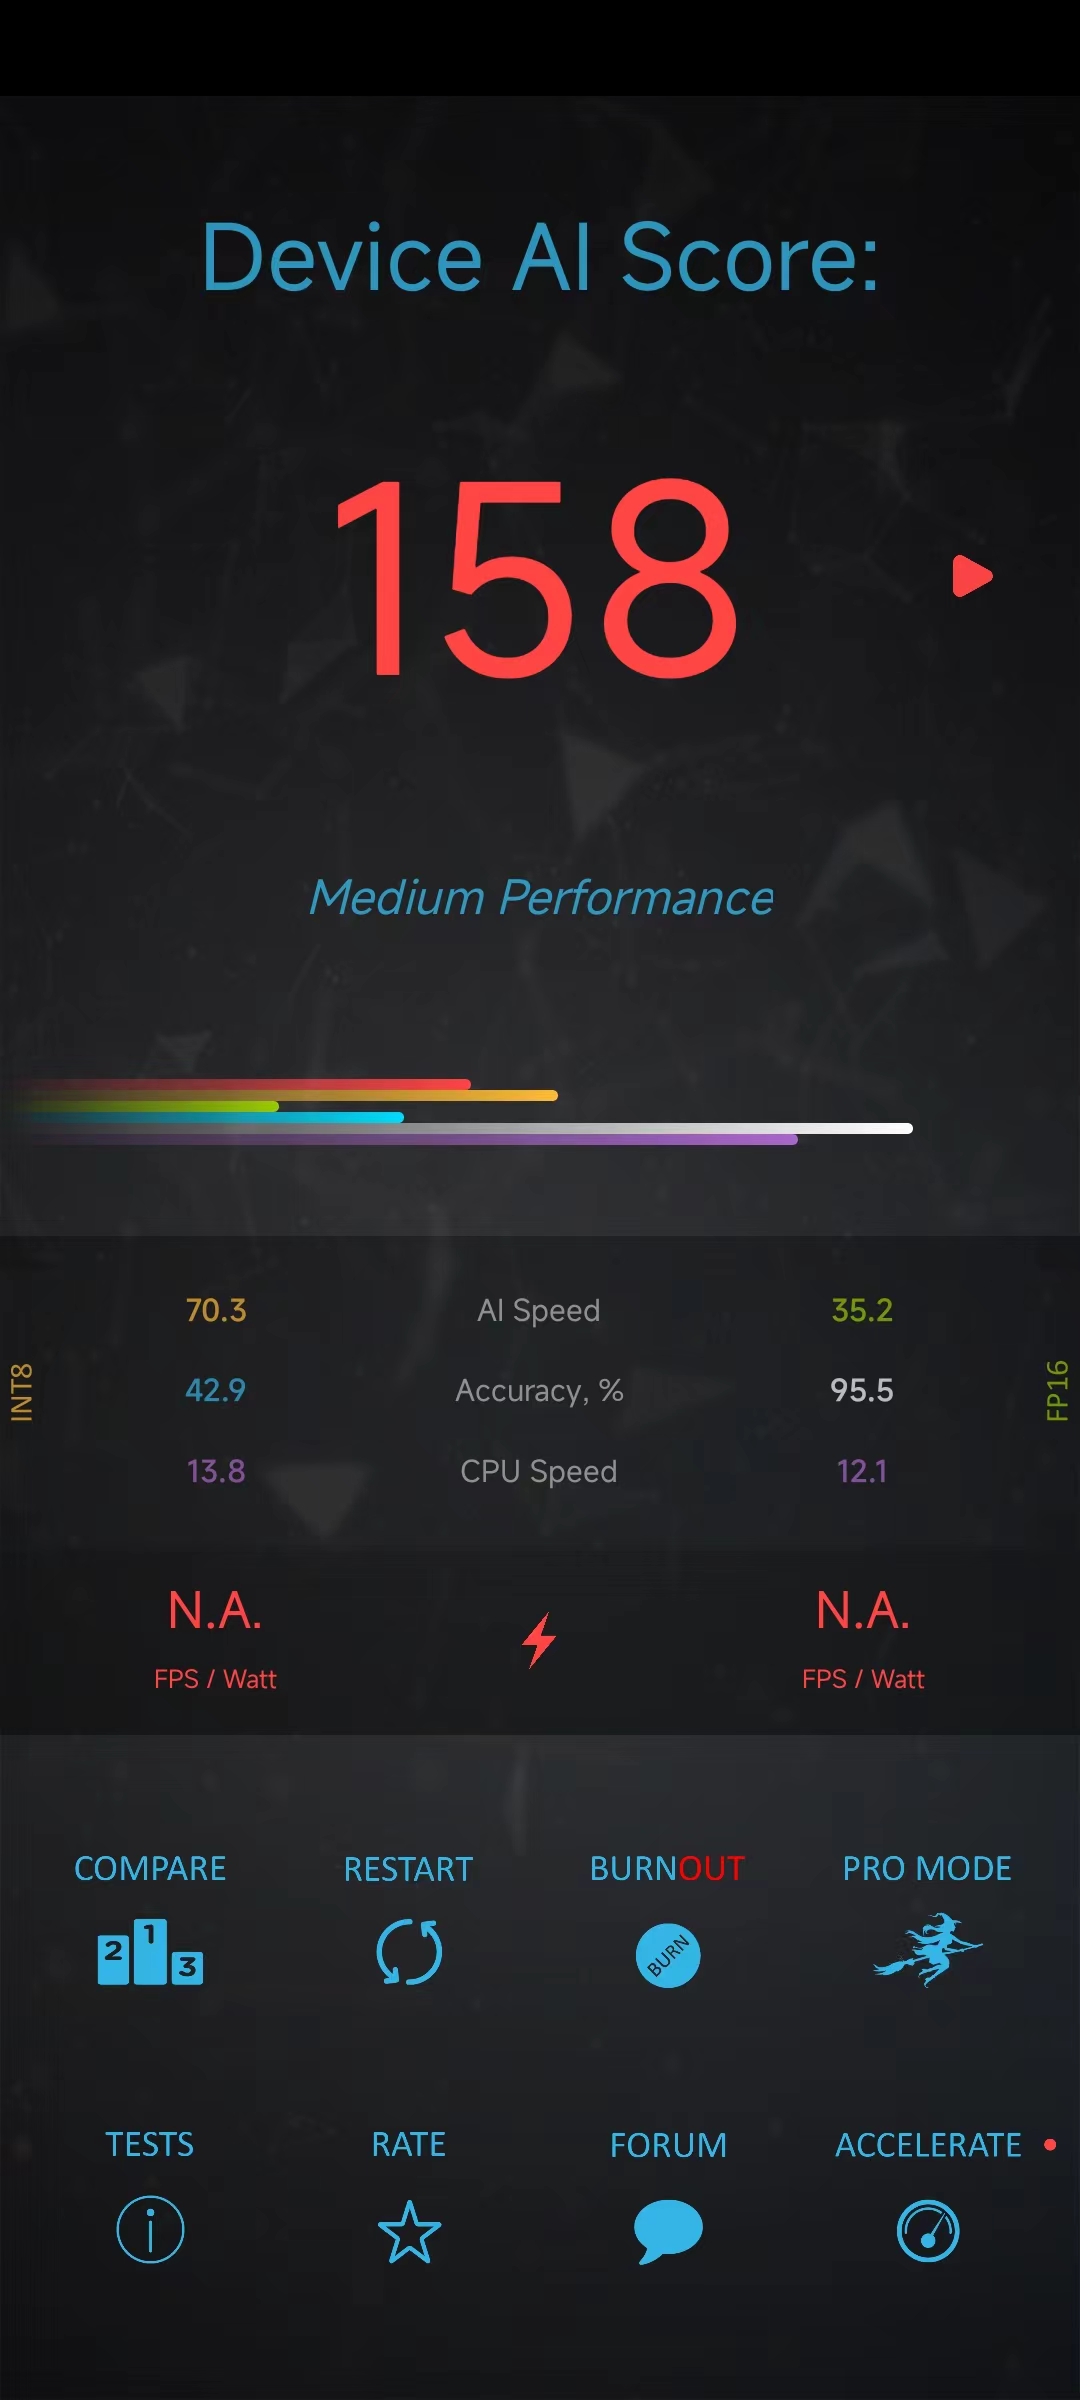 Device AI Score:
158
Medium Performance
INT8
70.3 AI Speed 35.2
42.9 Accuracy, % 95.5
13.8 CPU Speed 12.1
FP16
N.A. N.A.
FPS / Watt FPS / Watt
COMPARE RESTART BURNOUT PRO MODE
2 1 3 BURN
TESTS RATE FORUM ACCELERATE